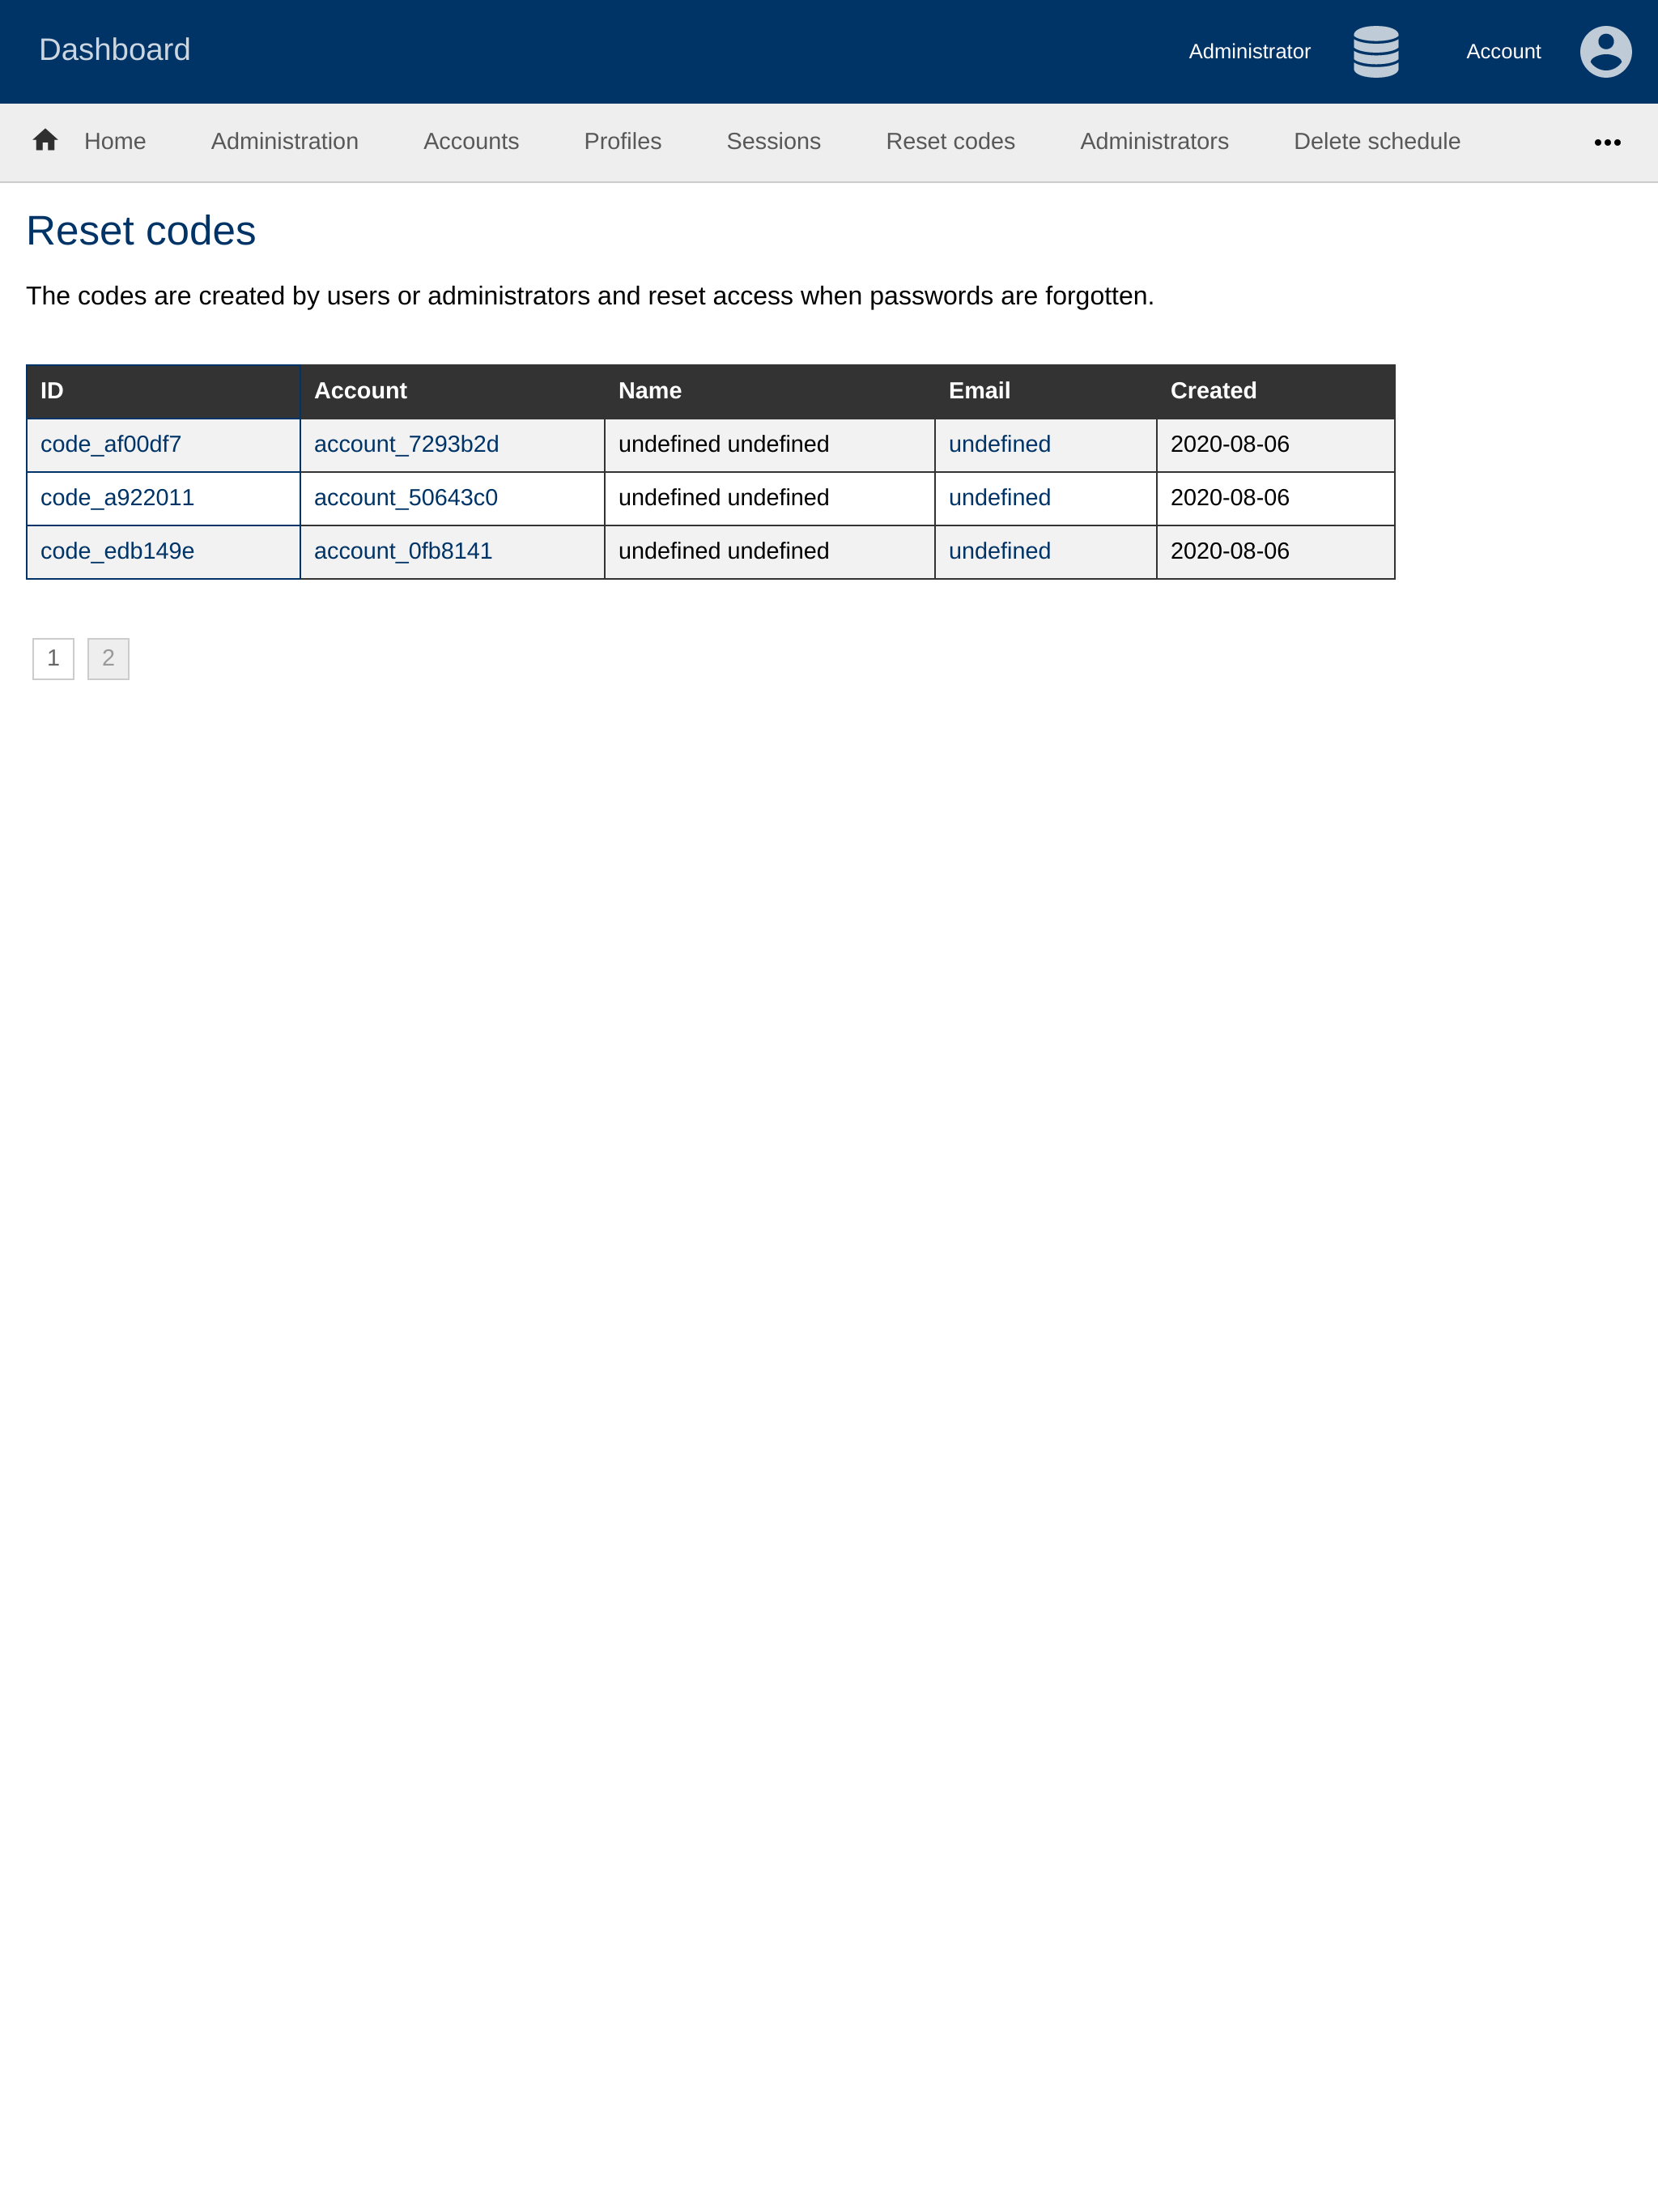 Dashboard Administrator Account
Home Administration Accounts Profiles Sessions Reset codes Administrators Delete schedule
Reset codes
The codes are created by users or administrators and reset access when passwords are forgotten.
ID Account Name Email Created
code_af00df7 account_7293b2d undefined undefined undefined 2020-08-06
code_a922011 account_50643c0 undefined undefined undefined 2020-08-06
code_edb149e account_0fb8141 undefined undefined undefined 2020-08-06
1 2